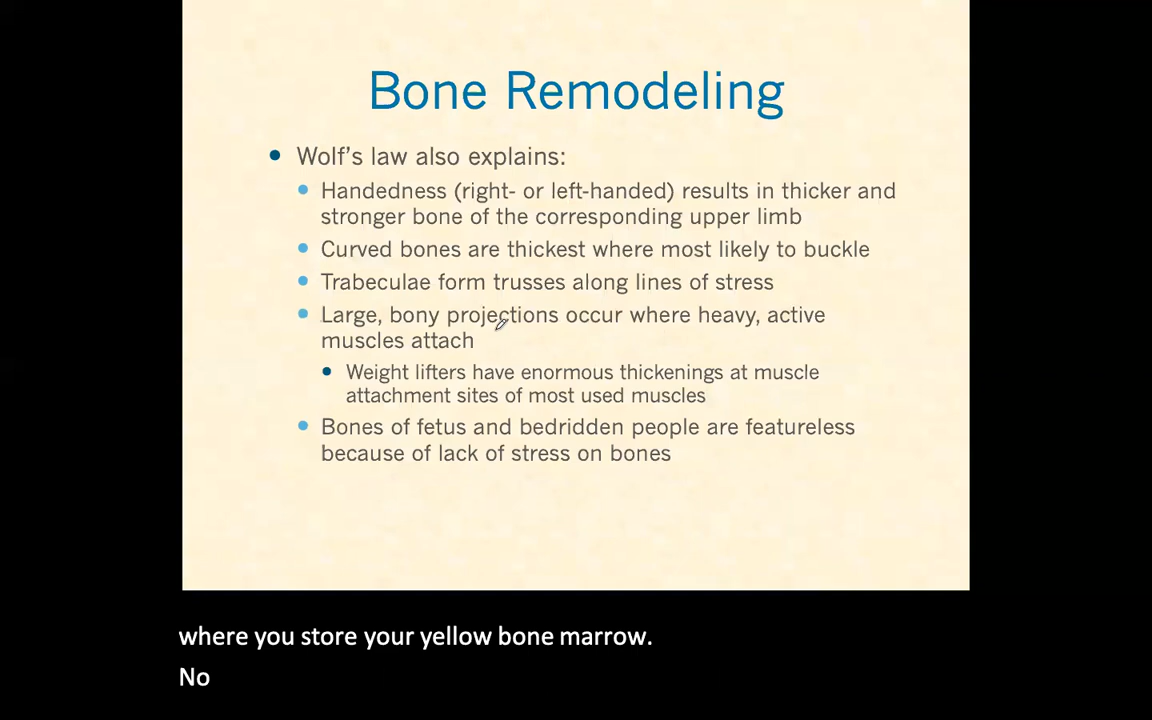 Bone Remodeling
• Wolf's law also explains:
• Handedness (right- or left-handed) results in thicker and
stronger bone of the corresponding upper limb
• Curved bones are thickest where most likely to buckle
• Trabeculae form trusses along lines of stress
• Large, bony projections occur where heavy, active
muscles attach
• Weight lifters have enormous thickenings at muscle
attachment sites of most used muscles
• Bones of fetus and bedridden people are featureless
because of lack of stress on bones
where you store your yellow bone marrow.
No